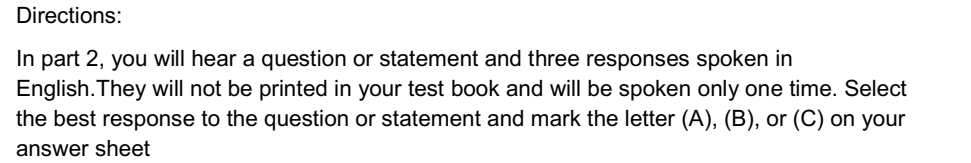 Directions:
In part 2, you will hear a question or statement and three responses spoken in
English.They will not be printed in your test book and will be spoken only one time. Select
the best response to the question or statement and mark the letter (A), (B), or (C) on your
answer sheet